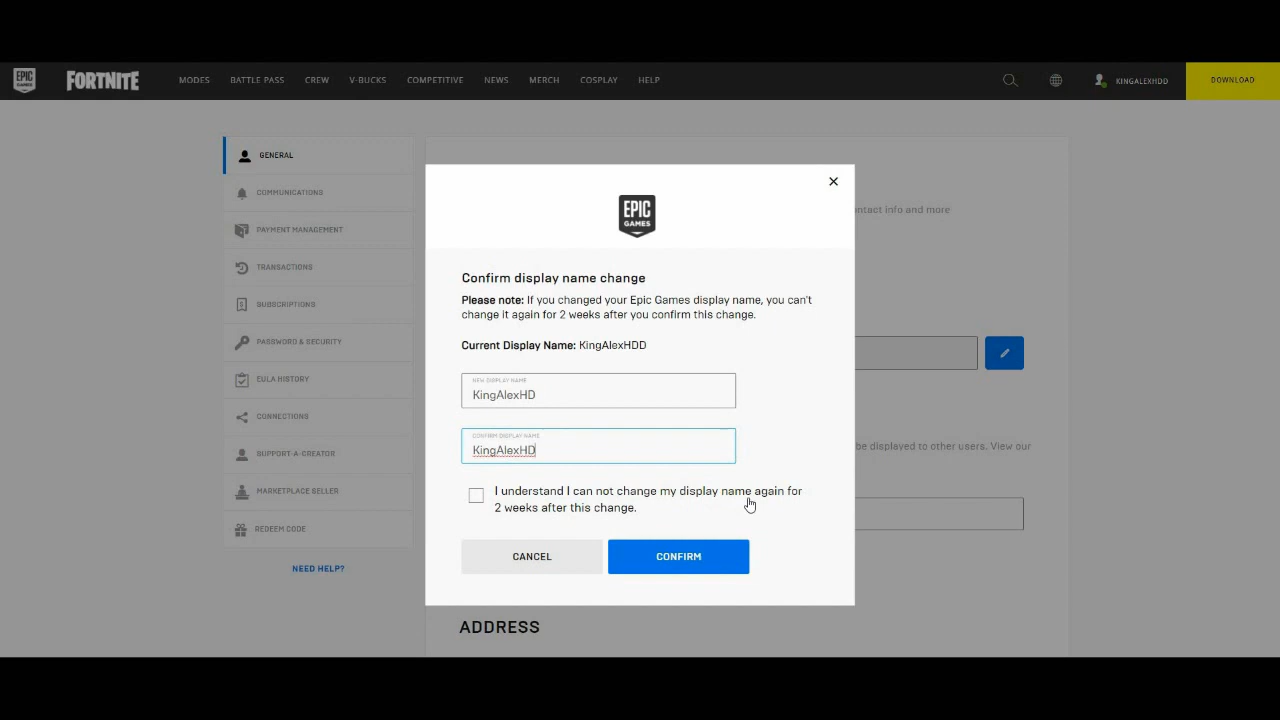 EPIC GAMES
FORTNITE
MODES
BATTLE PASS
CREW
V-BUCKS
COMPETITIVE
NEWS
MERCH
COSPLAY
HELP
KINGALEXHDD
DOWNLOAD
GENERAL
COMMUNICATIONS
PAYMENT MANAGEMENT
TRANSACTIONS
SUBSCRIPTIONS
PASSWORD & SECURITY
EULA HISTORY
CONNECTIONS
SUPPORT-A-CREATOR
MARKETPLACE SELLER
REDEEM CODE
NEED HELP?
ontact info and more
be displayed to other users. View our
EPIC
GAMES
Confirm display name change
Please note: If you changed your Epic Games display name, you can't
change it again for 2 weeks after you confirm this change.
Current Display Name: KingAlexHDD
NEW DISPLAY NAME
KingAlexHD
CONFIRM DISPLAY NAME
KingAlexHD
I understand I can not change my display name again for
2 weeks after this change.
CANCEL
CONFIRM
ADDRESS